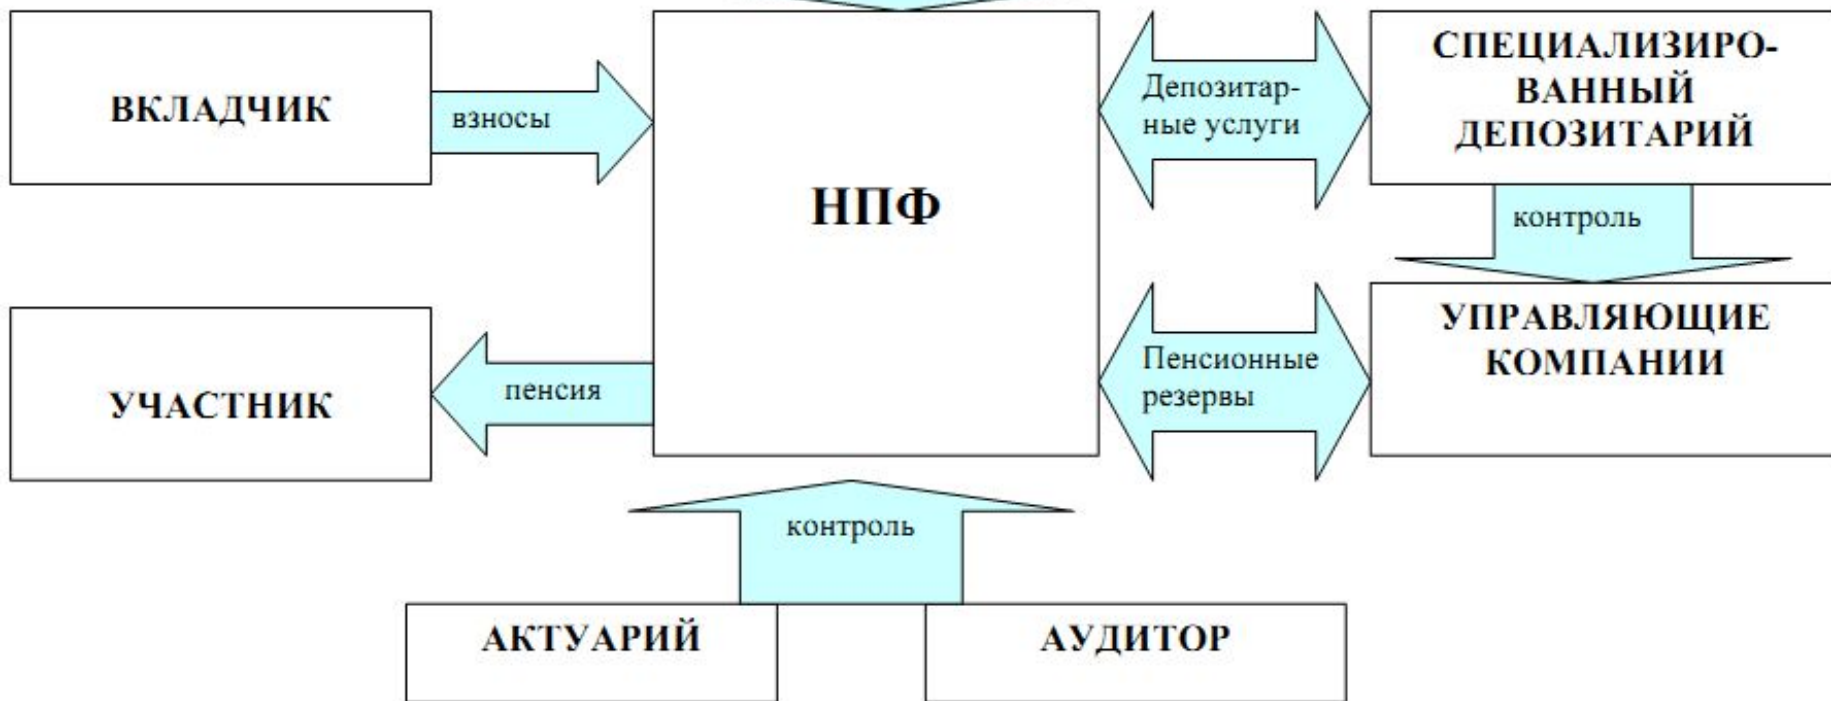 ВКЛАДЧИК
взносы
НПФ
Депозитар-
ные услуги
СПЕЦИАЛИЗИРО-
ВАННЫЙ
ДЕПОЗИТАРИЙ
контроль
УЧАСТНИК
пенсия
Пенсионные
резервы
УПРАВЛЯЮЩИЕ
КОМПАНИИ
контроль
АКТУАРИЙ
АУДИТОР